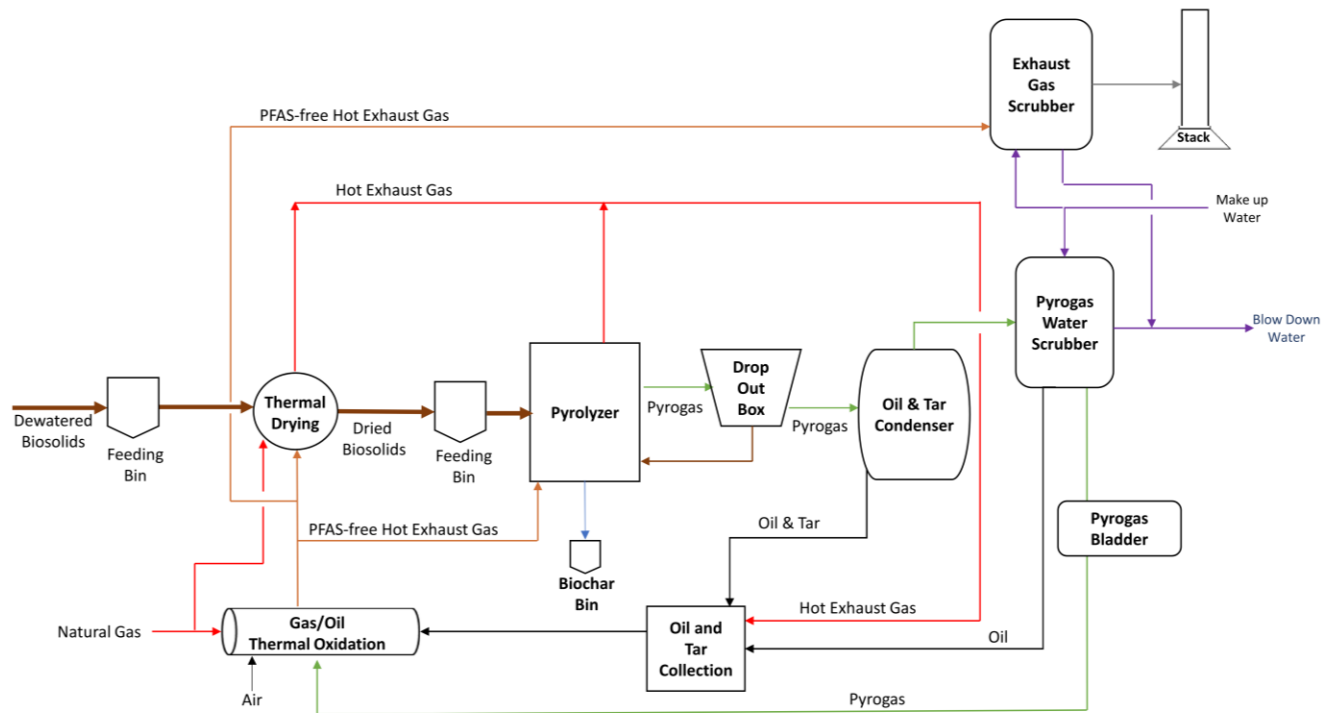 Exhaust
Gas
Scrubber
Stack
PFAS-free Hot Exhaust Gas
Hot Exhaust Gas
Make up
Water
Pyrogas
Water
Scrubber
Blow Down
Water
Dewatered
Biosolids
Feeding
Bin
Thermal
Drying
Dried
Biosolids
Feeding
Bin
Pyrolyzer
Pyrogas
Drop
Out
Box
Pyrogas
Oil & Tar
Condenser
PFAS-free Hot Exhaust Gas
Oil & Tar
Pyrogas
Bladder
Biochar
Bin
Natural Gas
Gas/Oil
Thermal Oxidation
Air
Oil and
Tar
Collection
Hot Exhaust Gas
Oil
Pyrogas